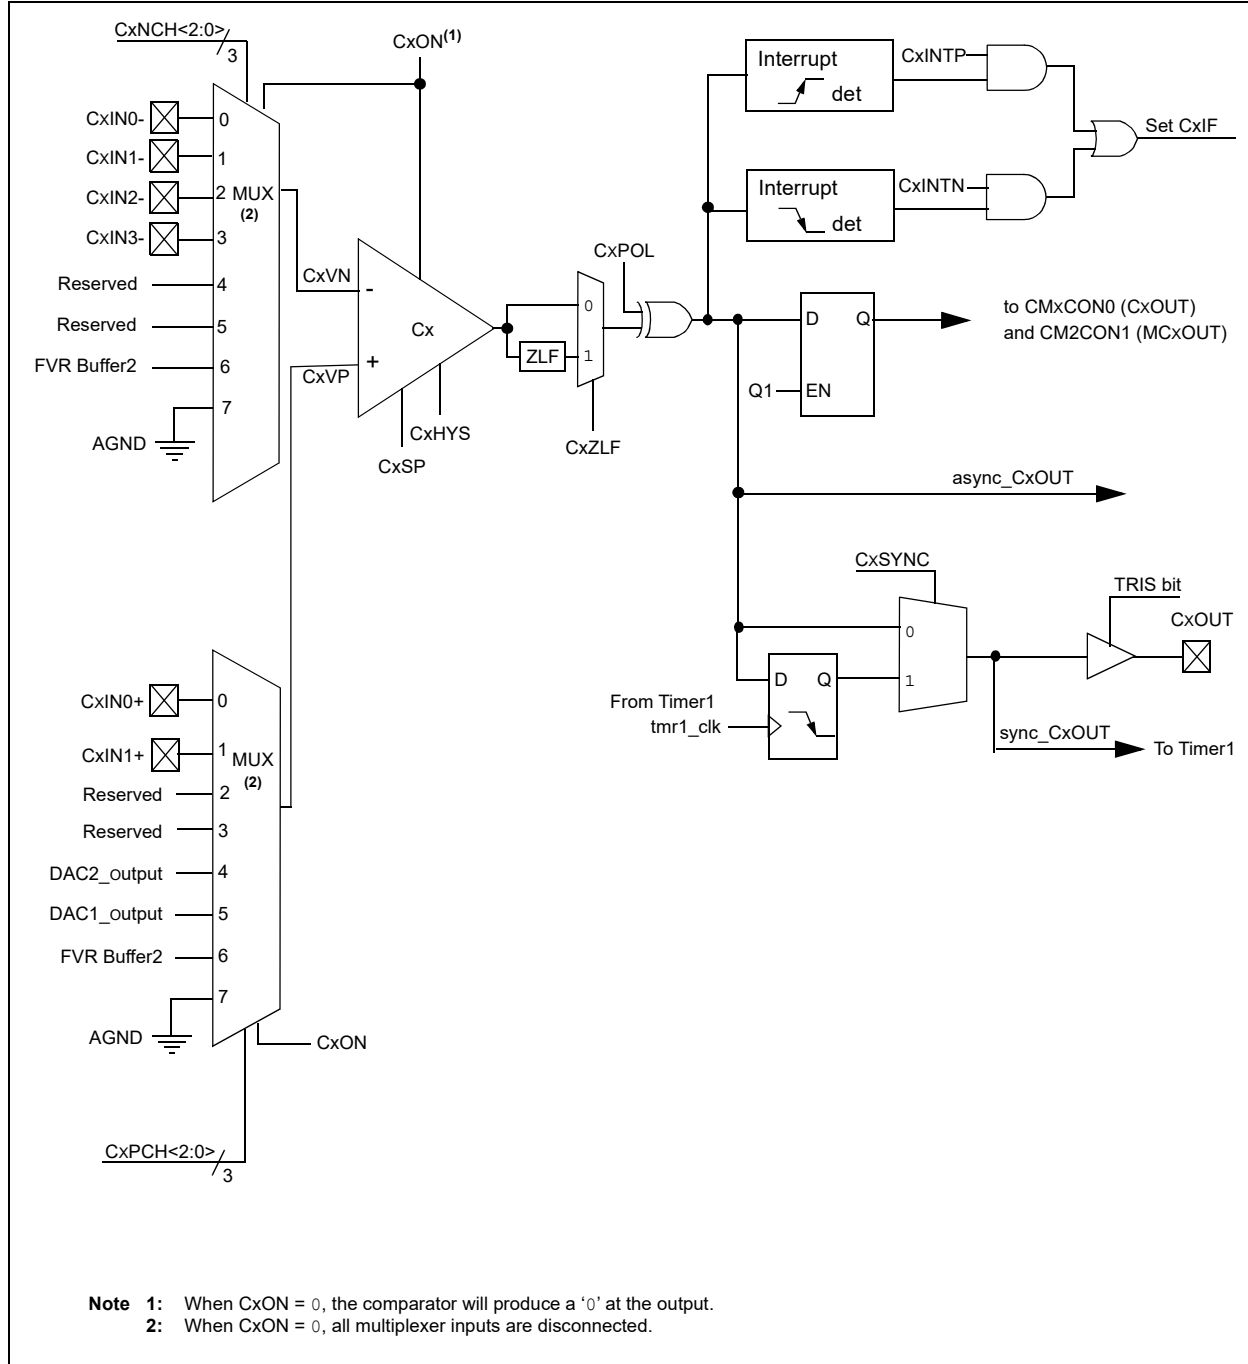 CxNCH<2:0>
3
CxON(1)
CxIN0-
0
CxIN1-
1
CxIN2-
2
MUX
(2)
CxIN3-
3
Reserved
4
Reserved
5
FVR Buffer2
6
7
AGND
CxVN
-
Cx
+
CxVP
CxHYS
CxSP
0
ZLF
1
CxZLF
CxPOL
Interrupt
det
CxINTP
Interrupt
det
CxINTN
Set CxIF
D
Q
Q1
EN
to CMxCON0 (CxOUT)
and CM2CON1 (MCxOUT)
async_CxOUT
CxSYNC
0
1
D
Q
From Timer1
tmr1_clk
TRIS bit
CxOUT
sync_CxOUT
To Timer1
CxIN0+
0
CxIN1+
1
MUX
(2)
Reserved
2
Reserved
3
DAC2_output
4
DAC1_output
5
FVR Buffer2
6
7
AGND
CxON
CxPCH<2:0>
3
Note 1: When CxON = 0, the comparator will produce a ‘0’ at the output.
2: When CxON = 0, all multiplexer inputs are disconnected.